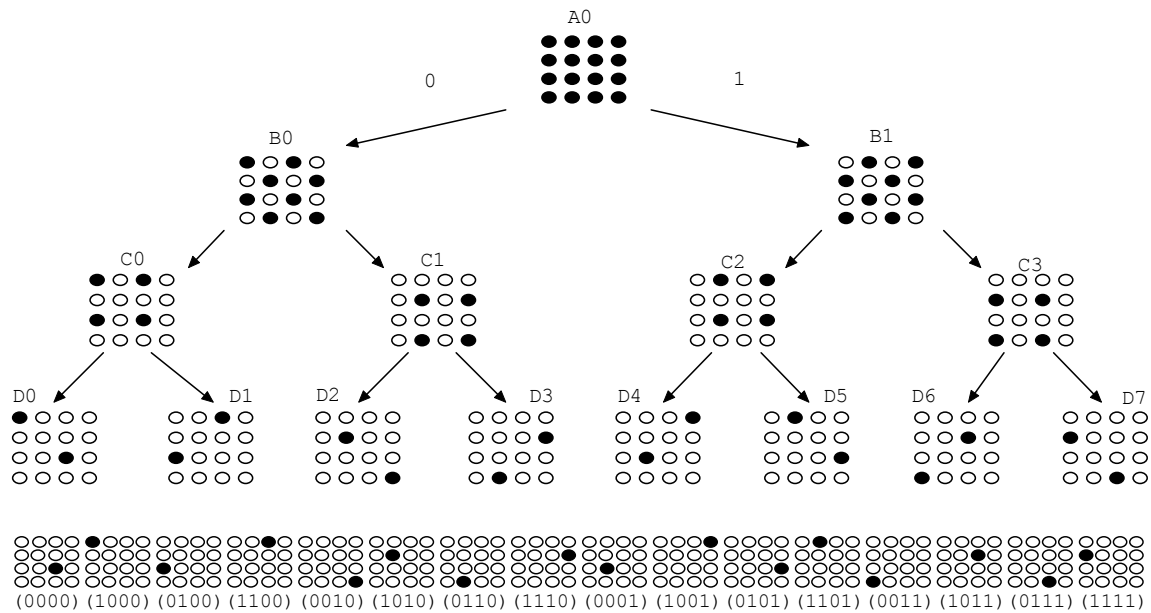 A0
0 1
B0 B1
C0 C1 C2 C3
D0 D1 D2 D3 D4 D5 D6 D7
(0000) (1000) (0100) (1100) (0010) (1010) (0110) (1110) (0001) (1001) (0101) (1101) (0011) (1011) (0111) (1111)